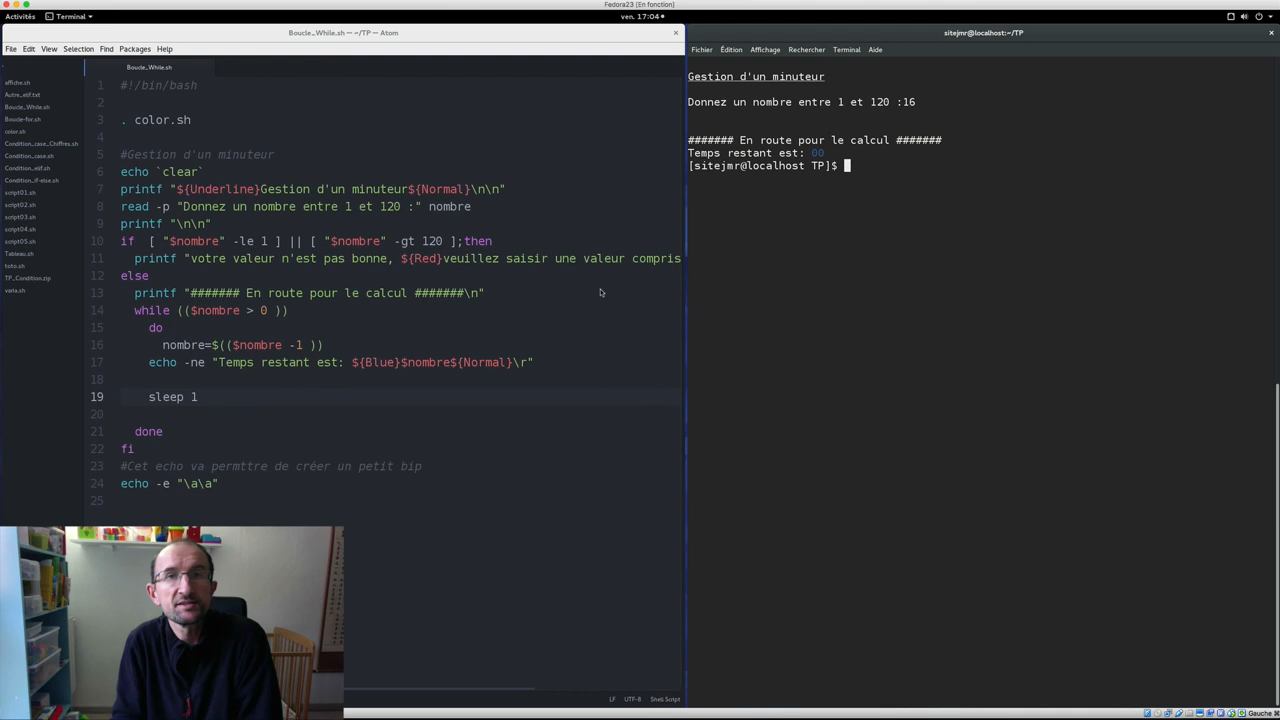 Fedora23 [En fonction]
Activités Terminal ven. 17:04
Boucle_While.sh — ~/TP — Atom
File Edit View Selection Find Packages Help
affiche.sh
Autre_elif.txt
Boucle_While.sh
Boucle-for.sh
color.sh
Condition_case_Chiffres.sh
Condition_case.sh
Condition_elif.sh
Condition_if-else.sh
script01.sh
script02.sh
script03.sh
script04.sh
script05.sh
Tableau.sh
toto.sh
TP_Condition.zip
varia.sh
Boucle_While.sh
1 #!/bin/bash
2
3 . color.sh
4
5 #Gestion d'un minuteur
6 echo `clear`
7 printf "${Underline}Gestion d'un minuteur${Normal}\n\n"
8 read -p "Donnez un nombre entre 1 et 120 :" nombre
9 printf "\n\n"
10 if [ "$nombre" -le 1 ] || [ "$nombre" -gt 120 ];then
11 printf "votre valeur n'est pas bonne, ${Red}veuillez saisir une valeur compris
12 else
13 printf "####### En route pour le calcul #######\n"
14 while (($nombre > 0 ))
15 do
16 nombre=$(($nombre -1 ))
17 echo -ne "Temps restant est: ${Blue}$nombre${Normal}\r"
18
19 sleep 1
20
21 done
22 fi
23 #Cet echo va permttre de créer un petit bip
24 echo -e "\a\a"
25
LF UTF-8 Shell Script
sitejmr@localhost:~/TP
Fichier Édition Affichage Rechercher Terminal Aide
Gestion d'un minuteur
Donnez un nombre entre 1 et 120 :16
####### En route pour le calcul #######
Temps restant est: 00
[sitejmr@localhost TP]$
Gauche ⌘